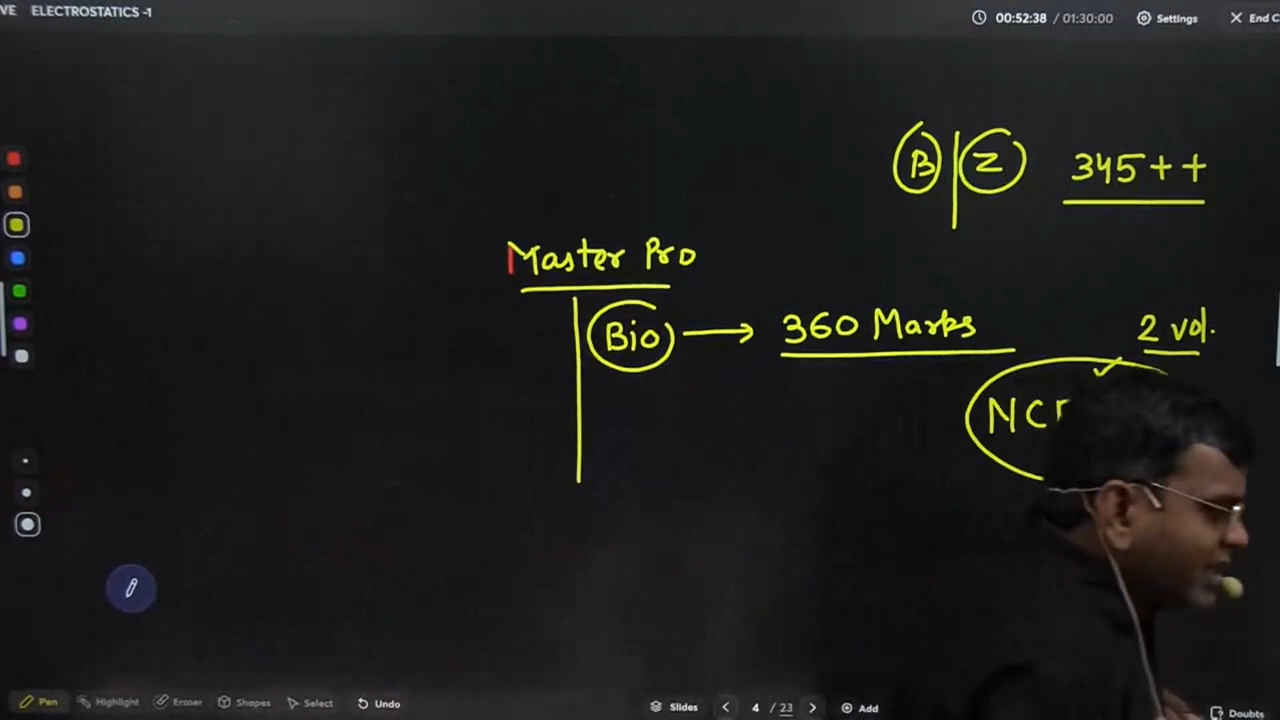 VE ELECTROSTATICS -1
00:52:38 / 01:30:00 Settings End C
B Z 345++
Master Pro
Bio → 360 Marks 2 vol.
Pen Highlight Eraser Shapes Select Undo Slides 4 / 23 Add Doubts